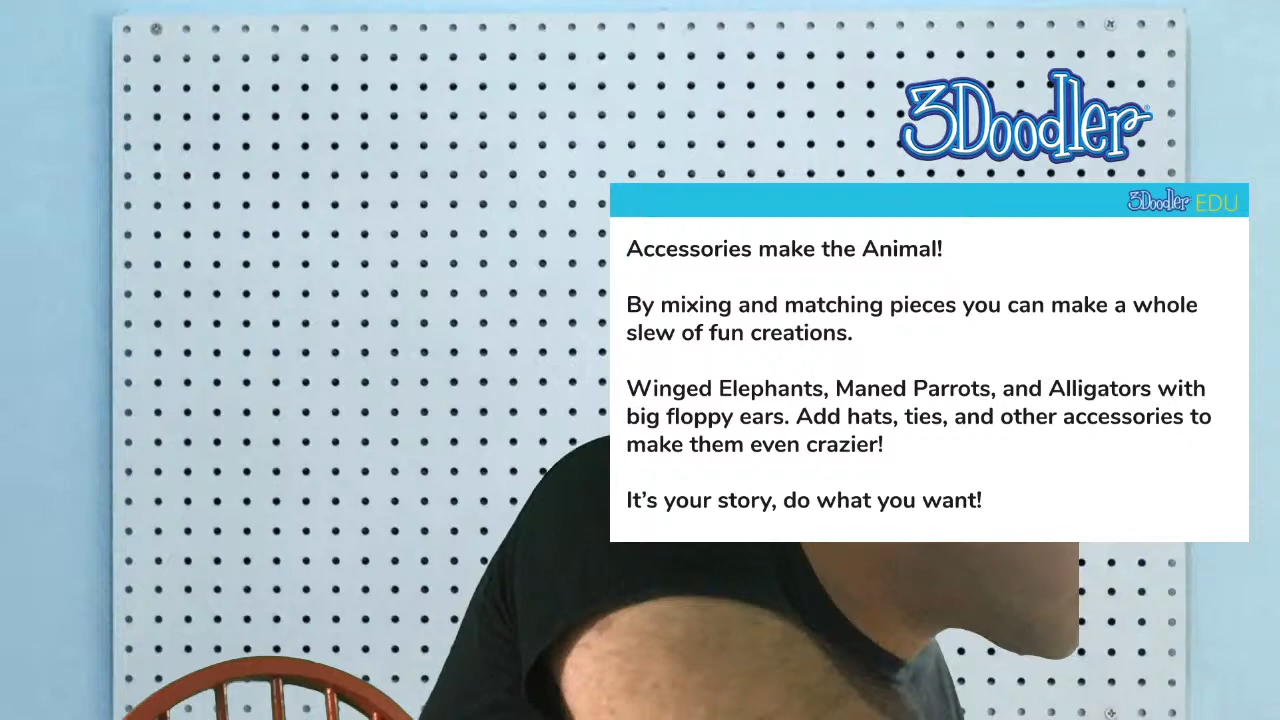 3Doodler
3Doodler EDU
Accessories make the Animal!
By mixing and matching pieces you can make a whole
slew of fun creations.
Winged Elephants, Maned Parrots, and Alligators with
big floppy ears. Add hats, ties, and other accessories to
make them even crazier!
It's your story, do what you want!